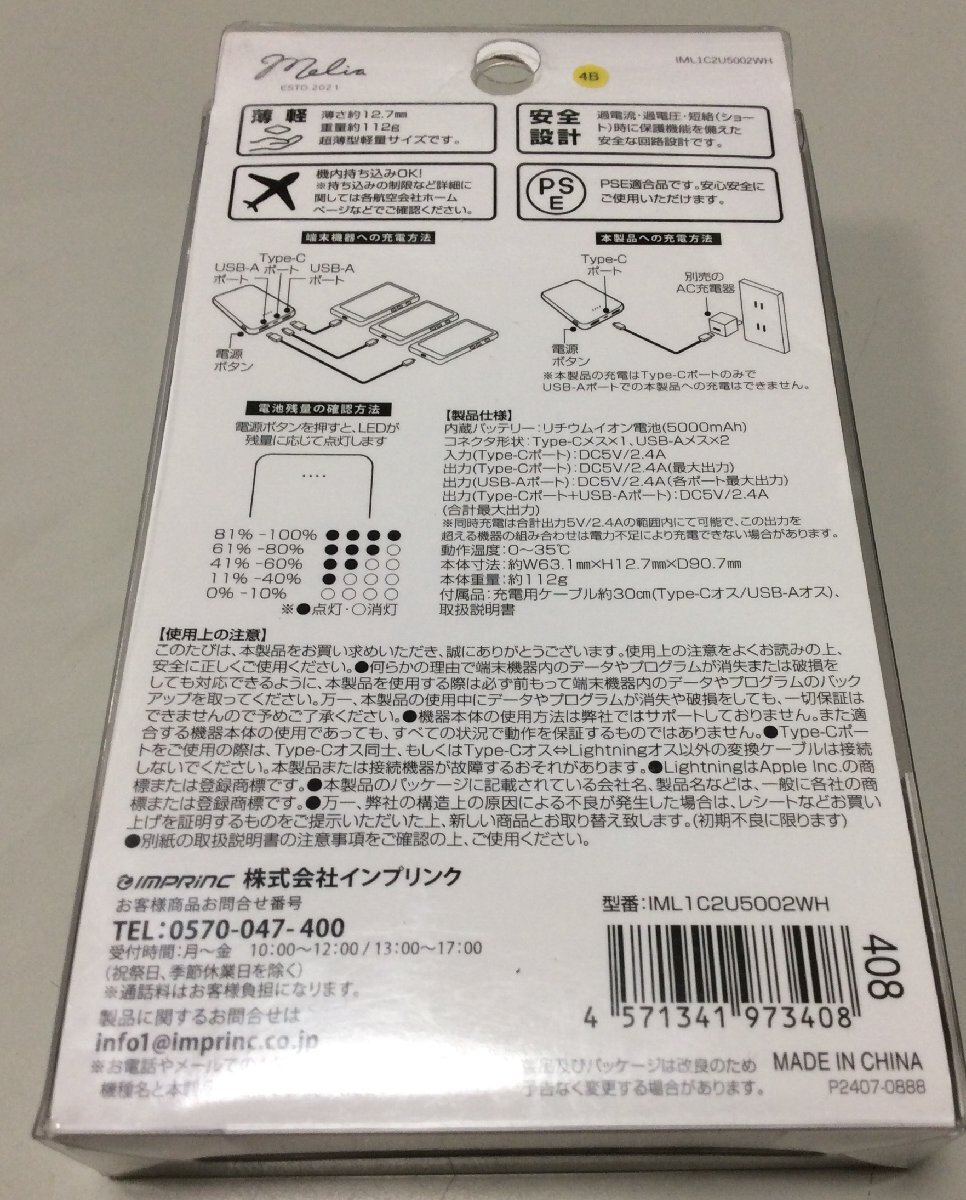 Melia
ESTD.2021
IML1C2U5002WH
4B
薄 軽
薄さ約12.7㎜
重量約112g
超薄型軽量サイズです。
安全
設計
過電流・過電圧・短絡(ショー
ト)時に保護機能を備えた
安全な回路設計です。
機内持ち込みOK!
※持ち込みの制限など詳細に
関しては各航空会社ホーム
ページなどでご確認ください。
PS
E
PSE適合品です。安心安全に
ご使用いただけます。
端末機器への充電方法
USB-A
ポート
Type-C
ポート
USB-A
ポート
電源
ボタン
本製品への充電方法
Type-C
ポート
別売の
AC充電器
電源
ボタン
※本製品の充電はType-Cポートのみで
USB-Aポートでの本製品への充電はできません。
電池残量の確認方法
電源ボタンを押すと、LEDが
残量に応じて点灯します
81% -100% ●●●●
61% -80% ●●●○
41% -60% ●●○○
11% -40% ●○○○
0% -10% ○○○○
※●点灯・○消灯
【製品仕様】
内蔵バッテリー:リチウムイオン電池(5000mAh)
コネクタ形状:Type-Cメス×1、USB-Aメス×2
入力(Type-Cポート):DC5V/2.4A
出力(Type-Cポート):DC5V/2.4A(最大出力)
出力(USB-Aポート):DC5V/2.4A(各ポート最大出力)
出力(Type-Cポート+USB-Aポート):DC5V/2.4A
(合計最大出力)
※同時充電は合計出力5V/2.4Aの範囲内にて可能で、この出力を
超える機器の組み合わせは電力不足により充電できない場合があります。
動作温度:0~35℃
本体寸法:約W63.1㎜×H12.7㎜×D90.7㎜
本体重量:約112g
付属品:充電用ケーブル約30㎝(Type-Cオス/USB-Aオス)、
取扱説明書
【使用上の注意】
このたびは、本製品をお買い求めいただき、誠にありがとうございます。使用上の注意をよくお読みの上、
安全に正しくご使用ください。●何らかの理由で端末機器内のデータやプログラムが消失または破損を
しても対応できるように、本製品を使用する際は必ず前もって端末機器内のデータやプログラムのバック
アップを取ってください。万一、本製品の使用中にデータやプログラムが消失や破損をしても、一切保証は
できませんので予めご了承ください。●機器本体の使用方法は弊社ではサポートしておりません。また適
合する機器本体の使用であっても、すべての状況で動作を保証するものではありません。●Type-Cポー
トをご使用の際は、Type-Cオス同士、もしくはType-Cオス⇔Lightningオス以外の変換ケーブルは接続
しないでください。本製品または接続機器が故障するおそれがあります。●LightningはApple Inc.の商
標または登録商標です。●本製品のパッケージに記載されている会社名、製品名などは、一般に各社の商
標または登録商標です。●万一、弊社の構造上の原因による不良が発生した場合は、レシートなどお買い
上げを証明するものをご提示いただいた上、新しい商品とお取り替え致します。(初期不良に限ります)
●別紙の取扱説明書の注意事項をご確認の上、ご使用ください。
IMPRINC 株式会社インプリンク
お客様商品お問合せ番号
TEL:0570-047-400
受付時間:月~金 10:00~12:00/13:00~17:00
(祝祭日、季節休業日を除く)
※通話料はお客様負担になります。
製品に関するお問合せは
info1@imprinc.co.jp
※お電話やメールでの
機種名と本
型番:IML1C2U5002WH
408
4 571341 973408
品及びパッケージは改良のため
予告なく変更する場合があります。
MADE IN CHINA
P2407-0888